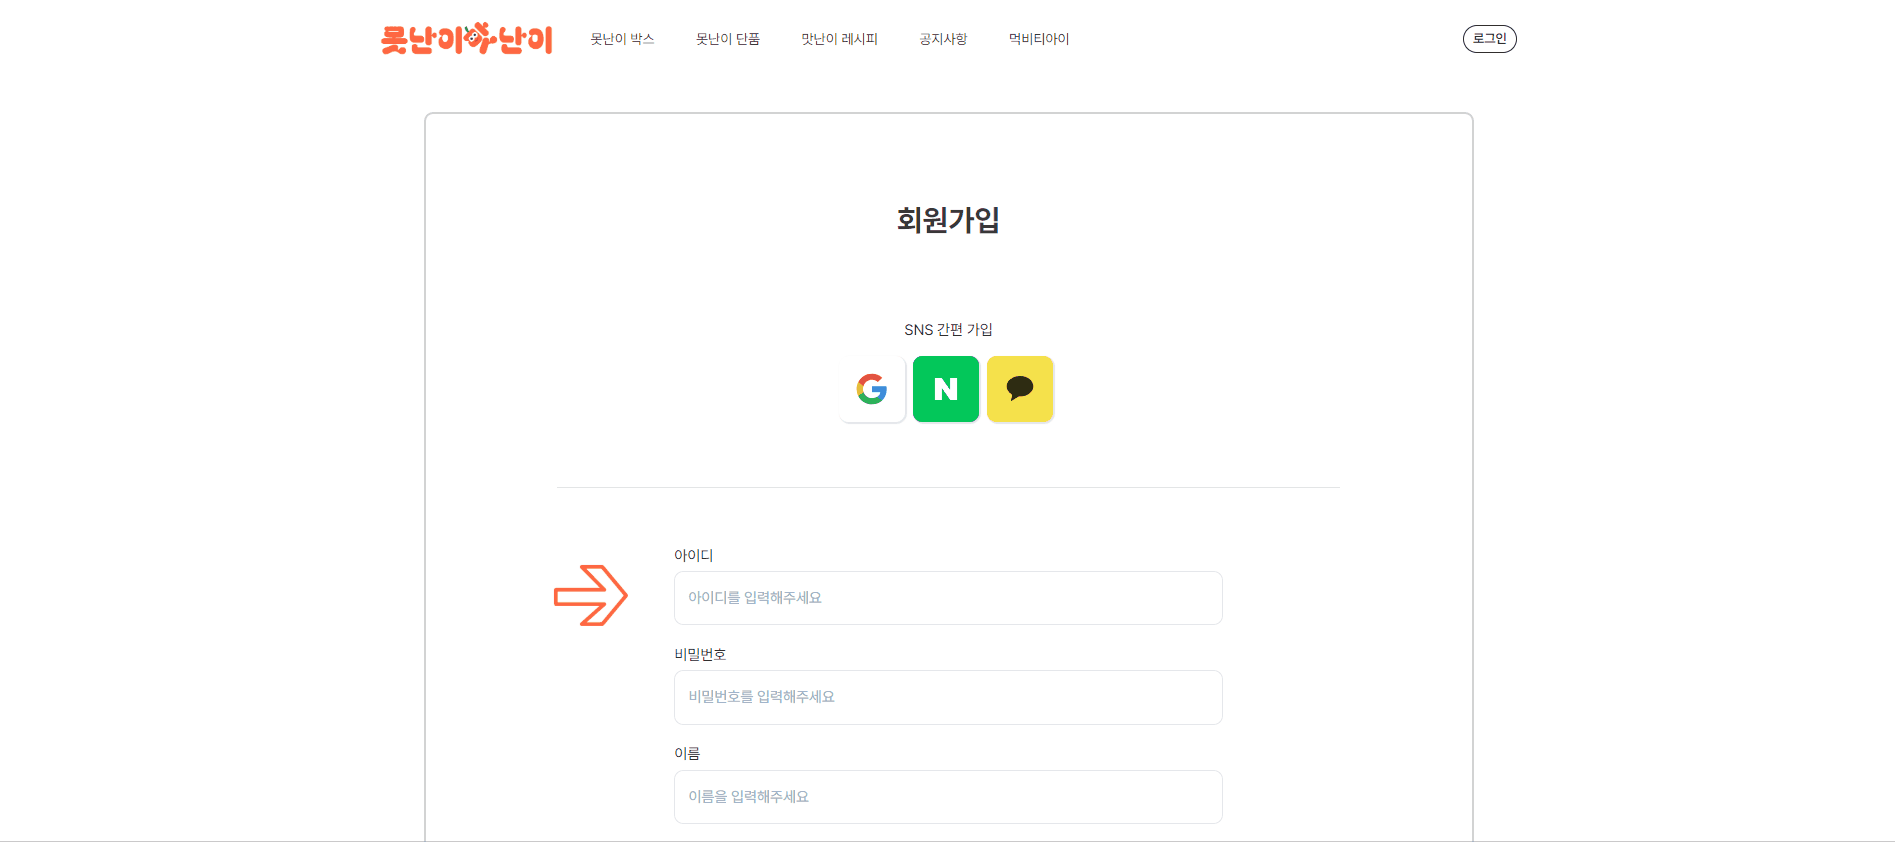 못난이맛난이
못난이 박스
못난이 단품
맛난이 레시피
공지사항
먹비티아이
로그인
회원가입
SNS 간편 가입
아이디
아이디를 입력해주세요
비밀번호
비밀번호를 입력해주세요
이름
이름을 입력해주세요